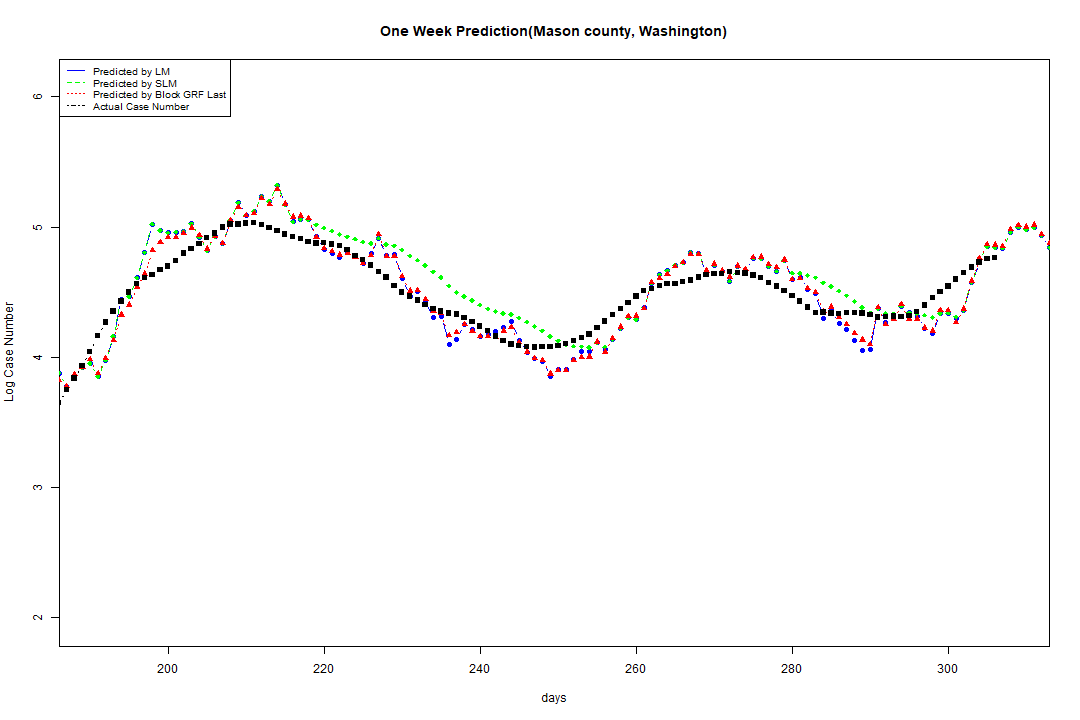 One Week Prediction(Mason county, Washington)
Predicted by LM
Predicted by SLM
Predicted by Block GRF Last
Actual Case Number
6
5
4
3
2
Log Case Number
200 220 240 260 280 300
days